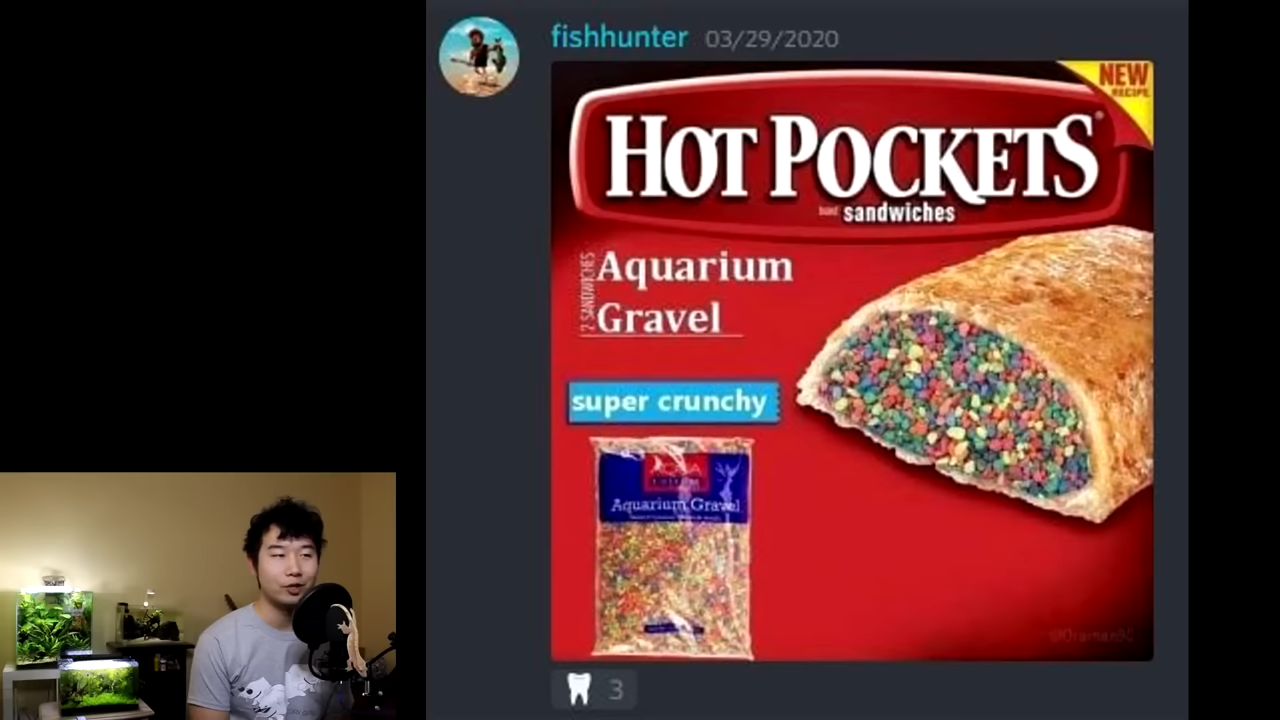 fishhunter 03/29/2020
NEW
RECIPE
HOT POCKETS®
sandwiches
2 SANDWICHES
Aquarium
Gravel
super crunchy
Aquarium Gravel
3